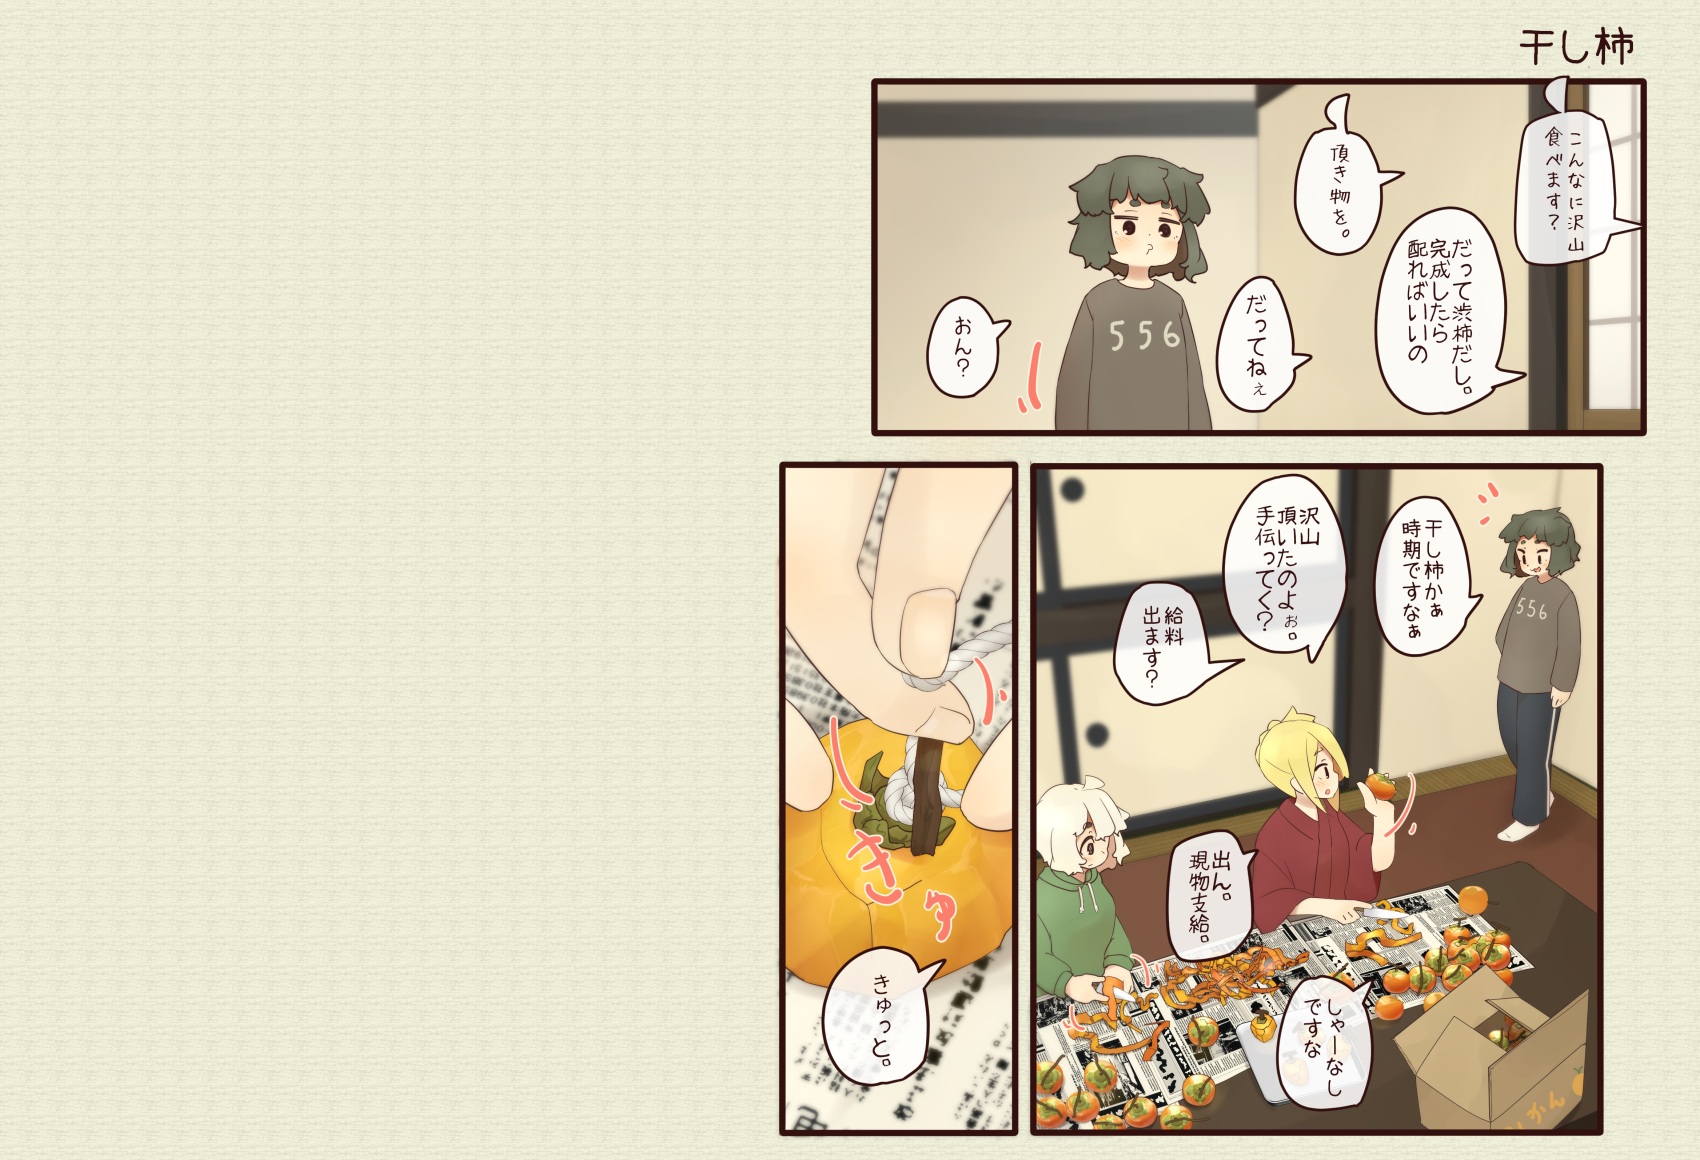 干し柿
こんなに沢山
食べます？
だって渋柿だし。
完成したら
配ればいいの
頂き物を。
だってねぇ
おん？
556
干し柿かぁ
時期ですなぁ
556
沢山
頂いたのよぉ。
手伝ってく？
給料
出ます？
出ん。
現物支給。
しゃーなし
ですな
かん
きゅ
きゅっと。